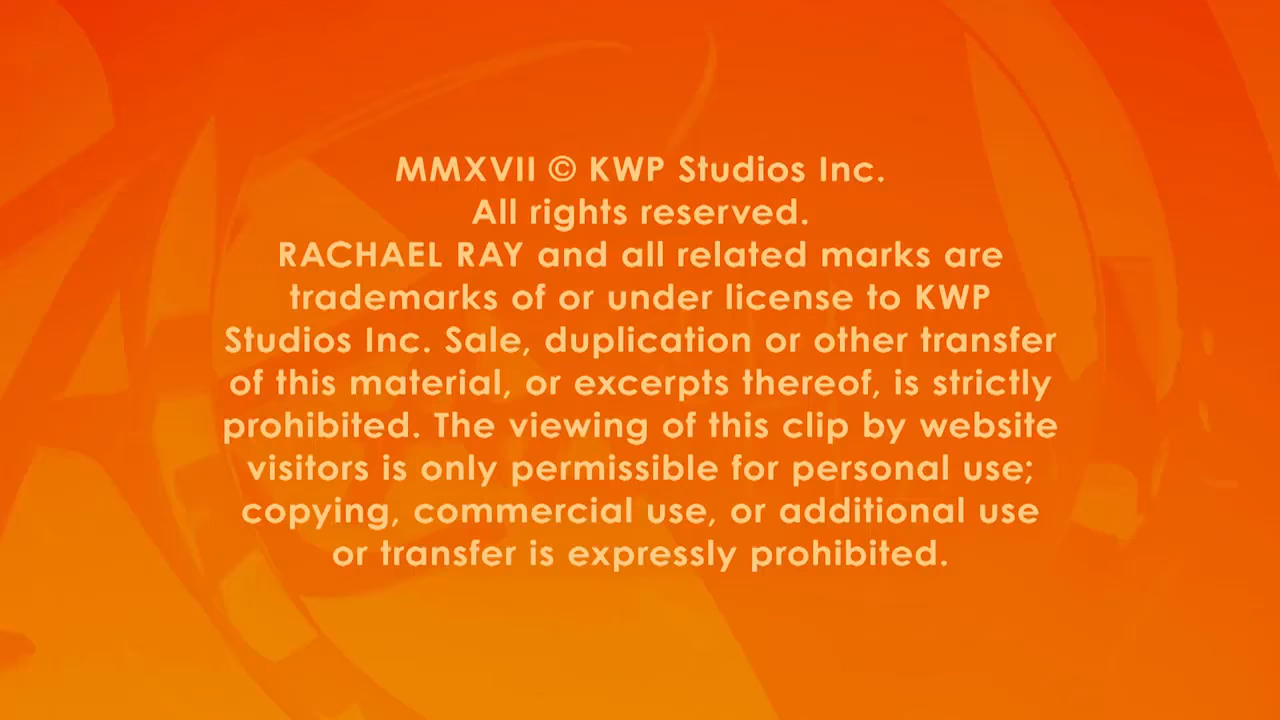 MMXVII © KWP Studios Inc.
All rights reserved.
RACHAEL RAY and all related marks are
trademarks of or under license to KWP
Studios Inc. Sale, duplication or other transfer
of this material, or excerpts thereof, is strictly
prohibited. The viewing of this clip by website
visitors is only permissible for personal use;
copying, commercial use, or additional use
or transfer is expressly prohibited.